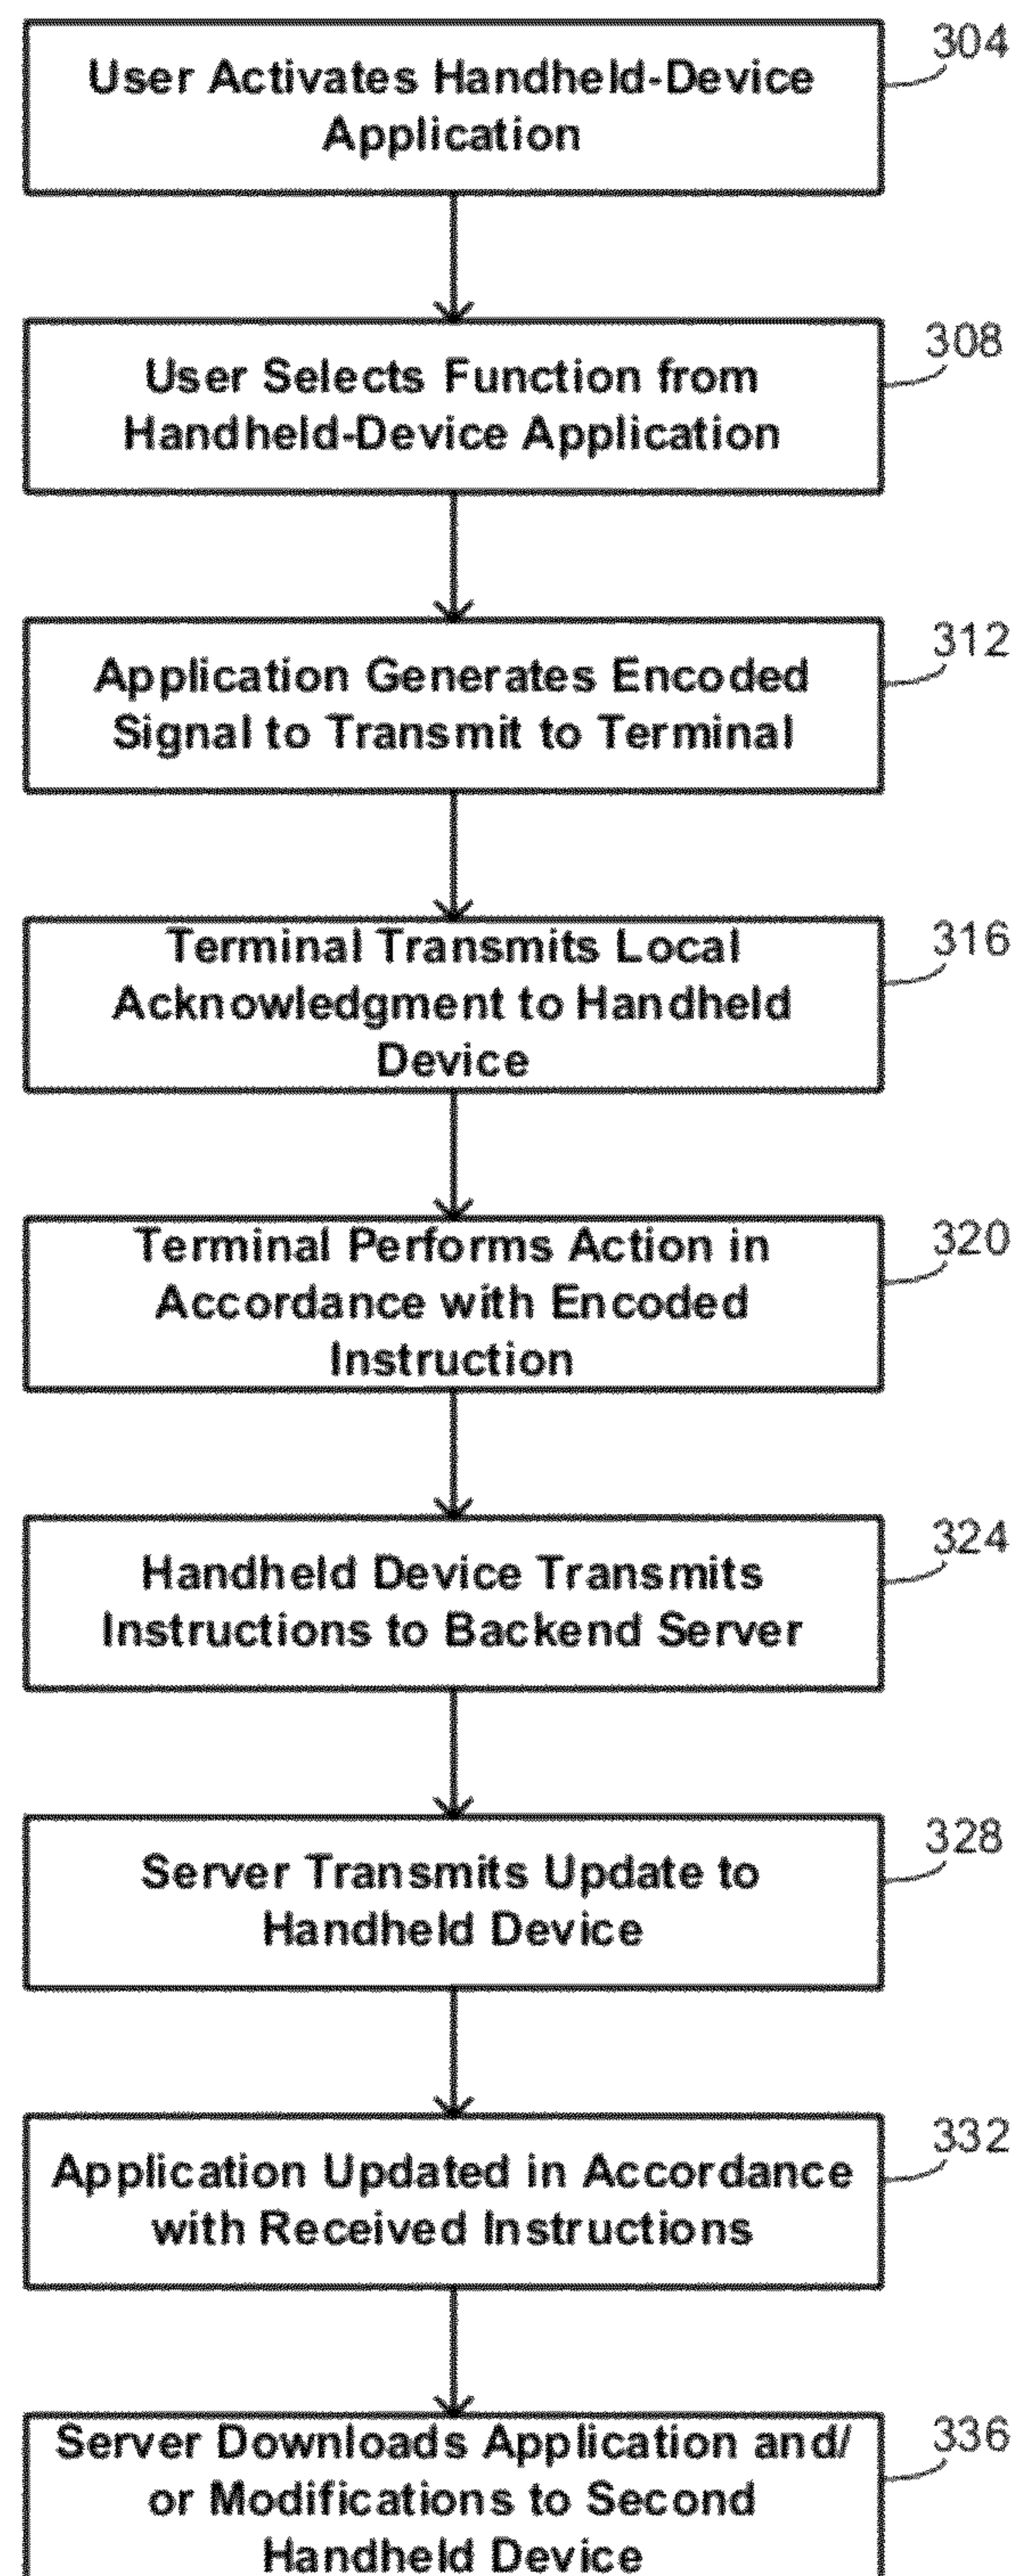 304
User Activates Handheld-Device
Application
308
User Selects Function from
Handheld-Device Application
312
Application Generates Encoded
Signal to Transmit to Terminal
316
Terminal Transmits Local
Acknowledgment to Handheld
Device
320
Terminal Performs Action in
Accordance with Encoded
Instruction
324
Handheld Device Transmits
Instructions to Backend Server
328
Server Transmits Update to
Handheld Device
332
Application Updated in Accordance
with Received Instructions
336
Server Downloads Application and/
or Modifications to Second
Handheld Device